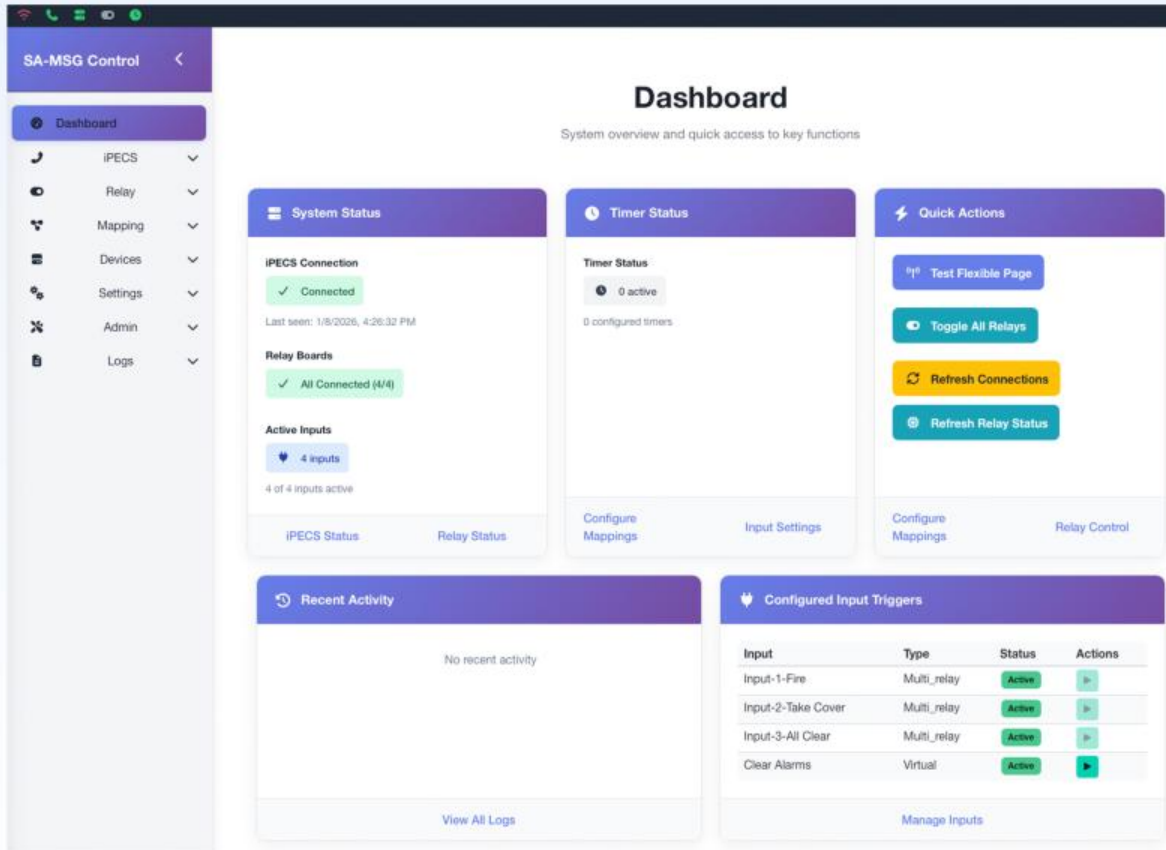 SA-MSG Control
Dashboard
iPECS
Relay
Mapping
Devices
Settings
Admin
Logs
Dashboard
System overview and quick access to key functions
System Status
iPECS Connection
Connected
Last seen: 1/8/2026, 4:26:32 PM
Relay Boards
All Connected (4/4)
Active Inputs
4 inputs
4 of 4 inputs active
iPECS Status
Relay Status
Timer Status
Timer Status
0 active
0 configured timers
Configure
Mappings
Input Settings
Quick Actions
Test Flexible Page
Toggle All Relays
Refresh Connections
Refresh Relay Status
Configure
Mappings
Relay Control
Recent Activity
No recent activity
View All Logs
Configured Input Triggers
Input Type Status Actions
Input-1-Fire Multi_relay Active
Input-2-Take Cover Multi_relay Active
Input-3-All Clear Multi_relay Active
Clear Alarms Virtual Active
Manage Inputs